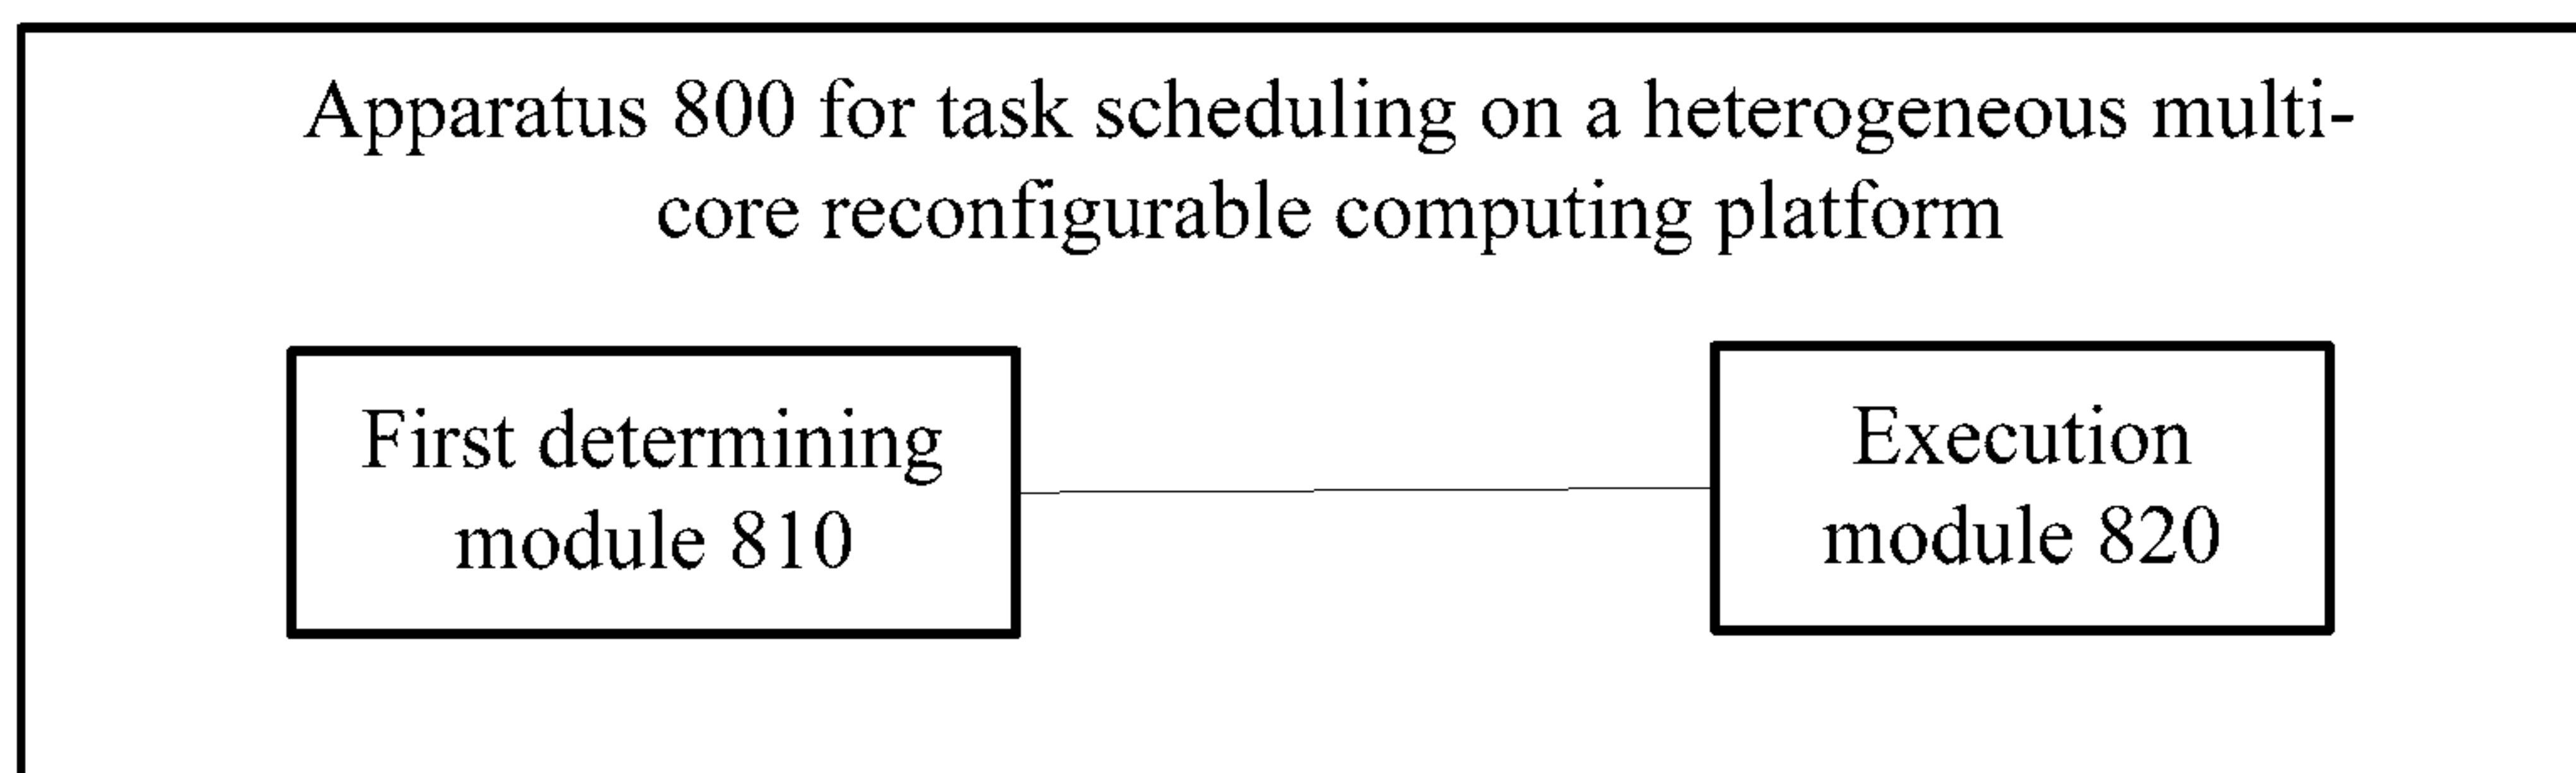 Apparatus 800 for task scheduling on a heterogeneous multi-
core reconfigurable computing platform
First determining
module 810
Execution
module 820